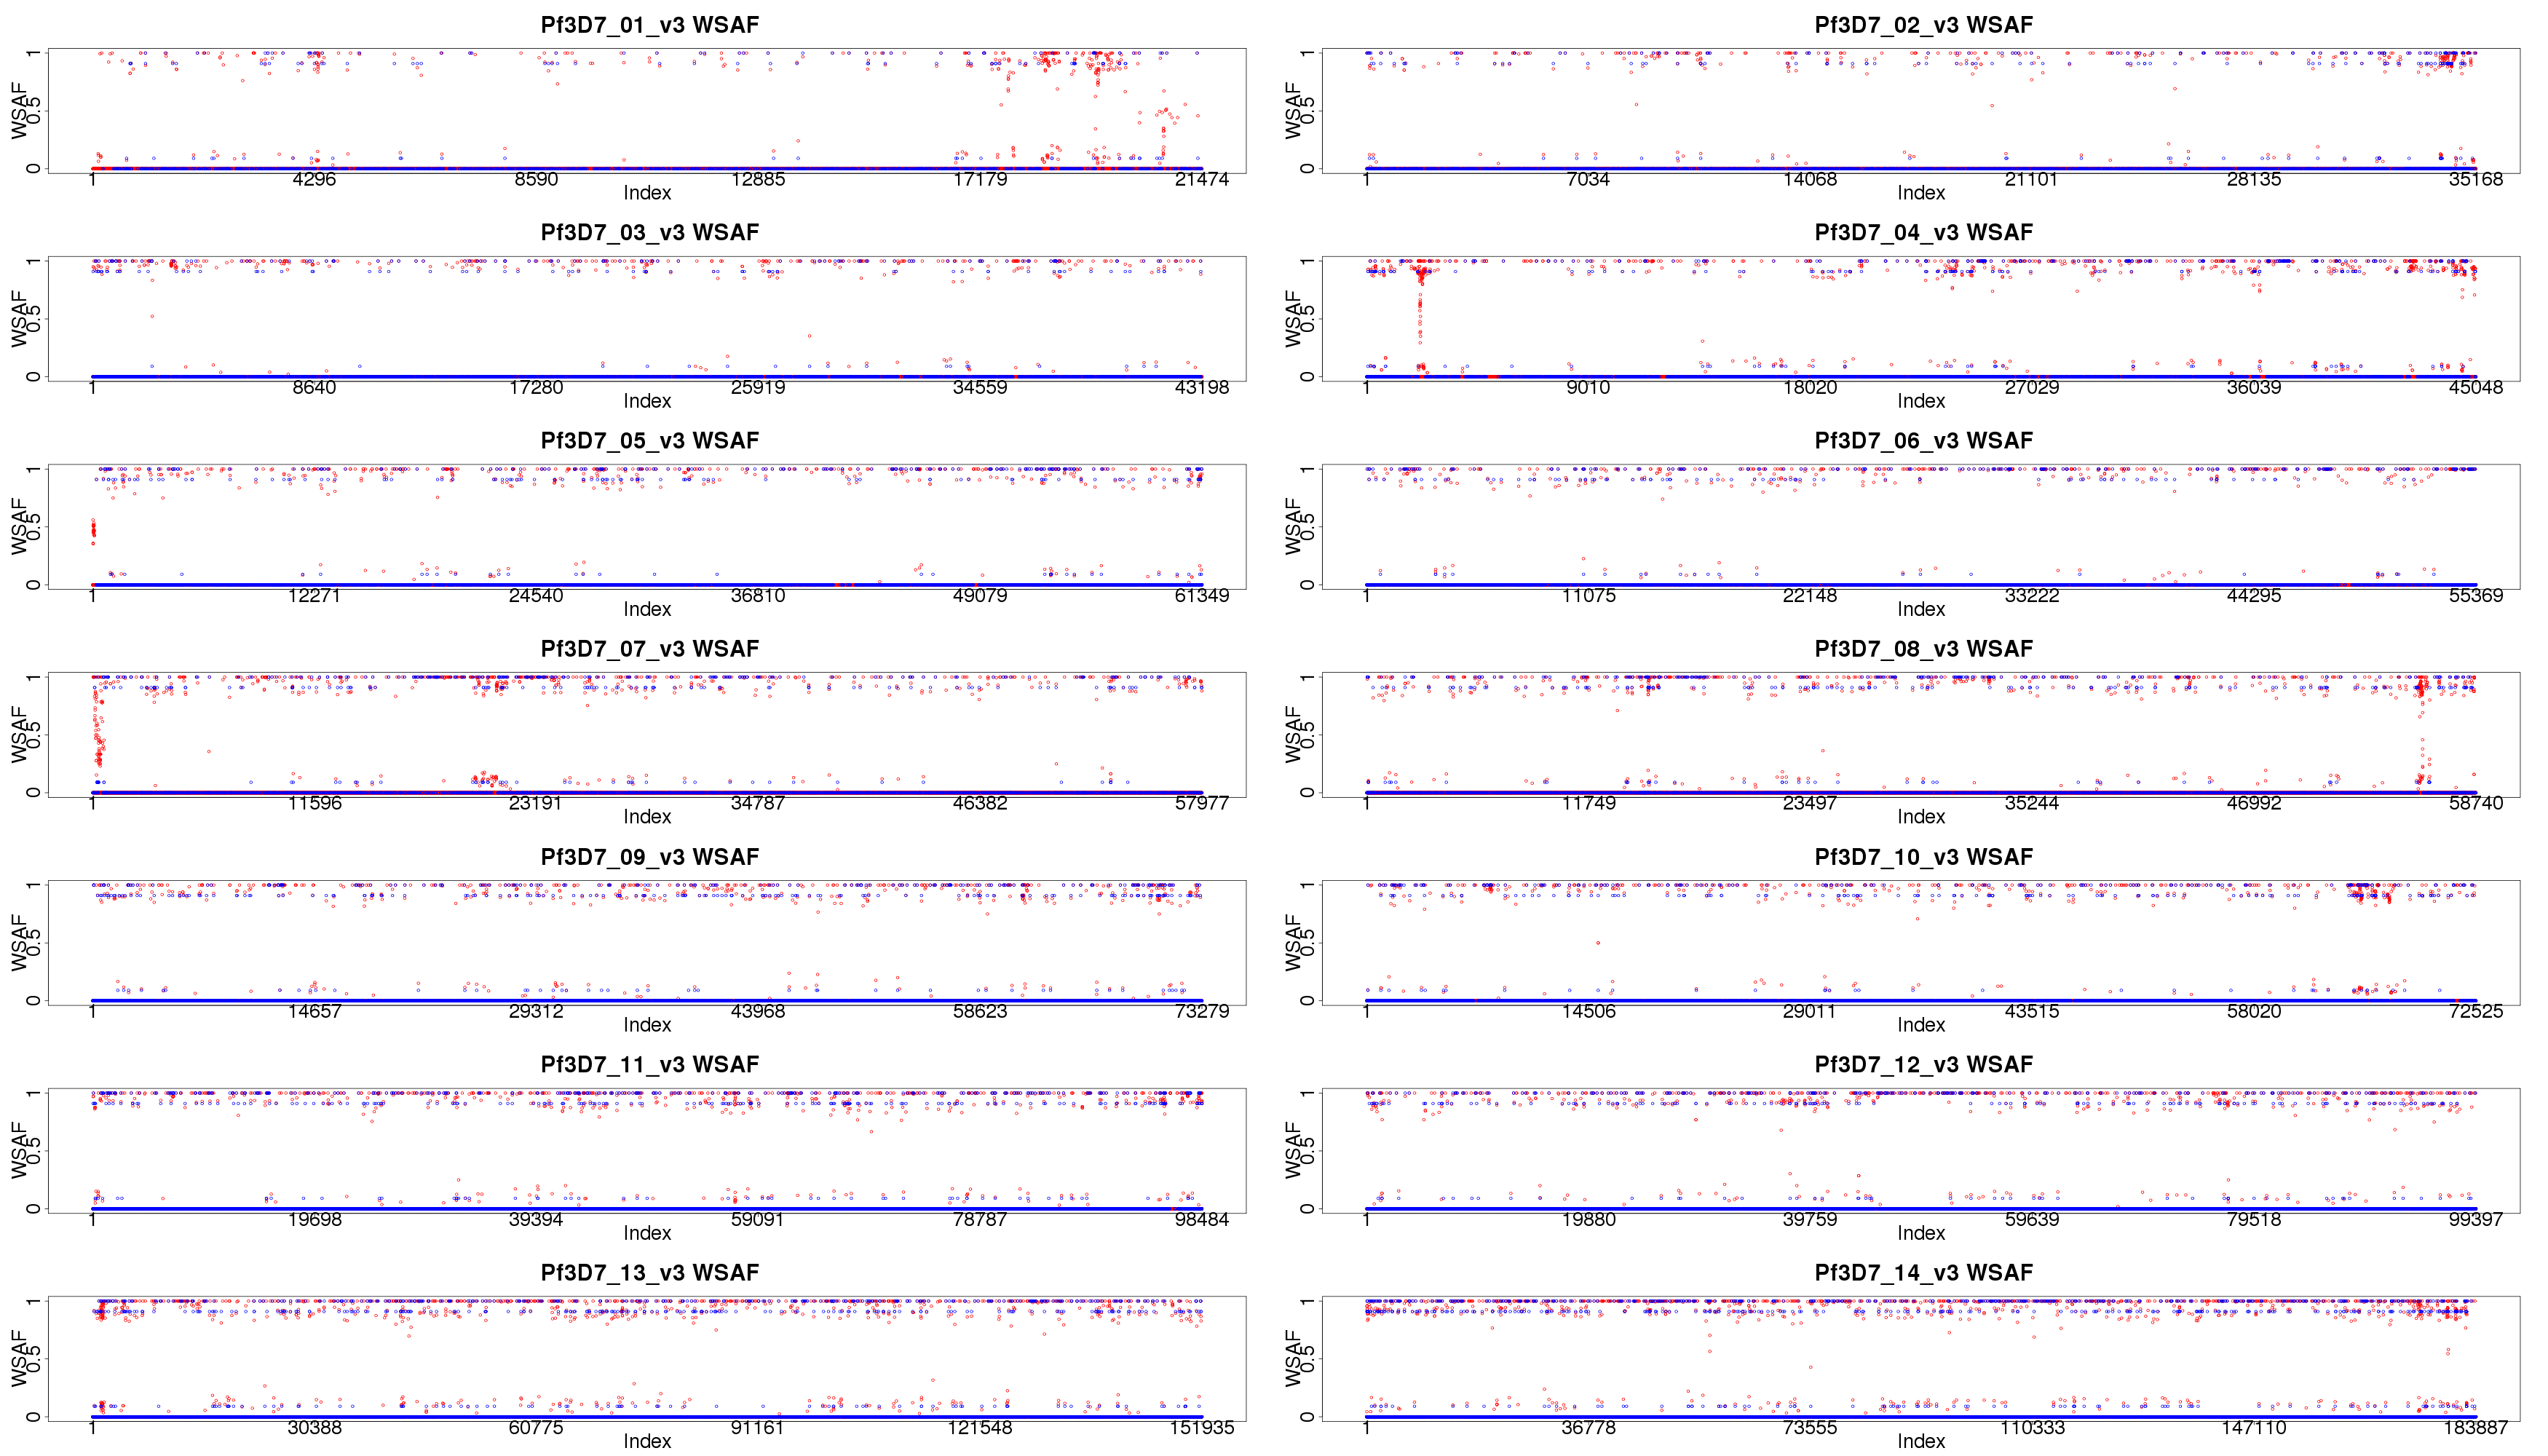 Pf3D7_01_v3 WSAF
WSAF
0 0.5 1
1 4296 8590 12885 17179 21474
Index
Pf3D7_02_v3 WSAF
WSAF
0 0.5 1
1 7034 14068 21101 28135 35168
Index
Pf3D7_03_v3 WSAF
WSAF
0 0.5 1
1 8640 17280 25919 34559 43198
Index
Pf3D7_04_v3 WSAF
WSAF
0 0.5 1
1 9010 18020 27029 36039 45048
Index
Pf3D7_05_v3 WSAF
WSAF
0 0.5 1
1 12271 24540 36810 49079 61349
Index
Pf3D7_06_v3 WSAF
WSAF
0 0.5 1
1 11075 22148 33222 44295 55369
Index
Pf3D7_07_v3 WSAF
WSAF
0 0.5 1
1 11596 23191 34787 46382 57977
Index
Pf3D7_08_v3 WSAF
WSAF
0 0.5 1
1 11749 23497 35244 46992 58740
Index
Pf3D7_09_v3 WSAF
WSAF
0 0.5 1
1 14657 29312 43968 58623 73279
Index
Pf3D7_10_v3 WSAF
WSAF
0 0.5 1
1 14506 29011 43515 58020 72525
Index
Pf3D7_11_v3 WSAF
WSAF
0 0.5 1
1 19698 39394 59091 78787 98484
Index
Pf3D7_12_v3 WSAF
WSAF
0 0.5 1
1 19880 39759 59639 79518 99397
Index
Pf3D7_13_v3 WSAF
WSAF
0 0.5 1
1 30388 60775 91161 121548 151935
Index
Pf3D7_14_v3 WSAF
WSAF
0 0.5 1
1 36778 73555 110333 147110 183887
Index